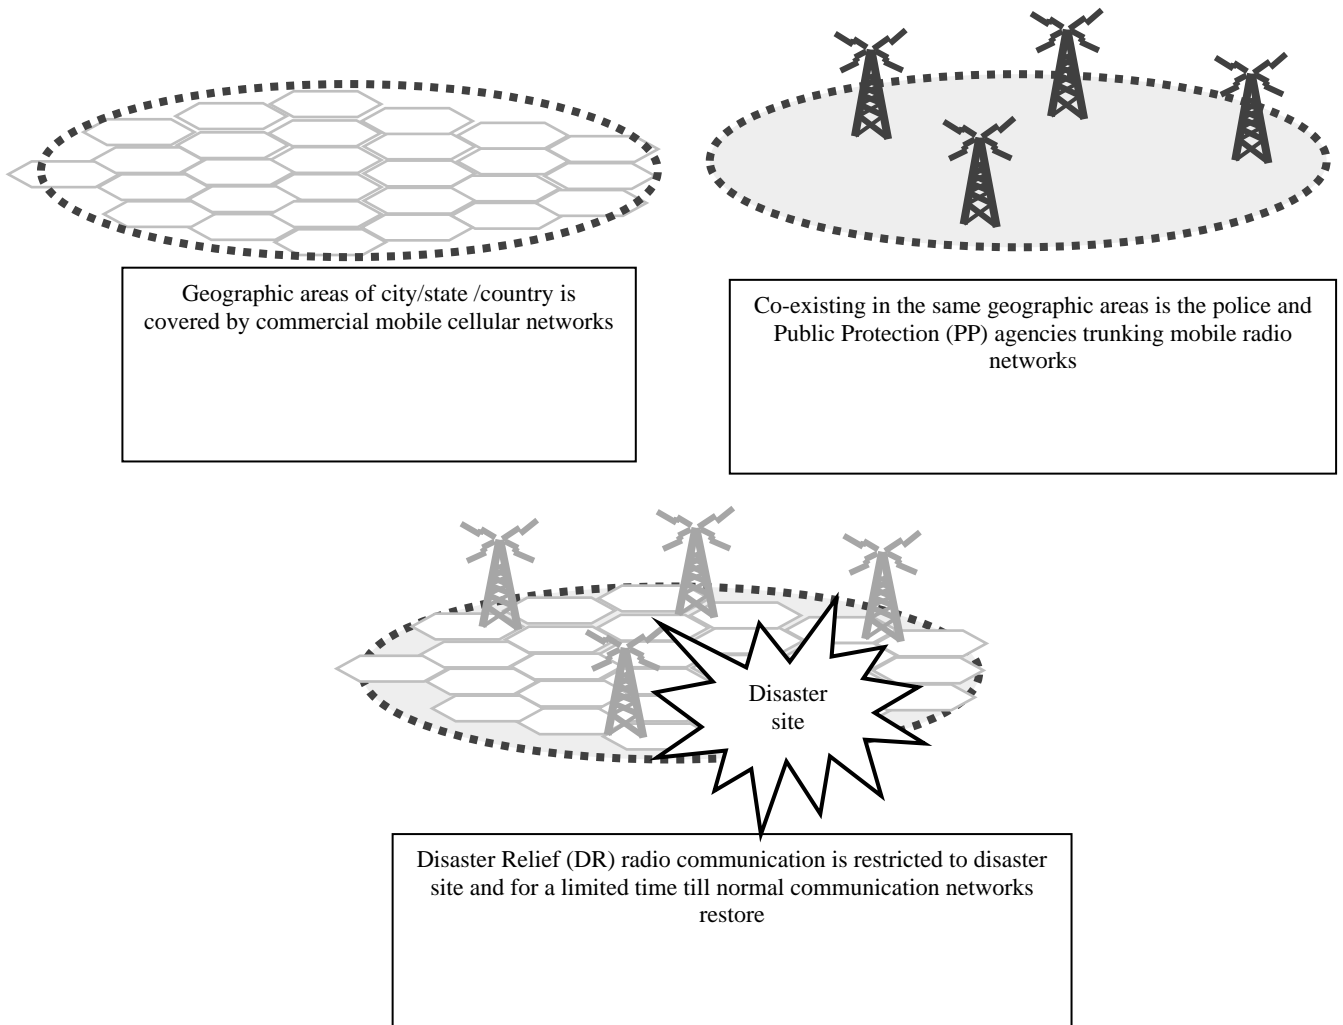 Geographic areas of city/state /country is
covered by commercial mobile cellular networks
Co-existing in the same geographic areas is the police and
Public Protection (PP) agencies trunking mobile radio
networks
Disaster
site
Disaster Relief (DR) radio communication is restricted to disaster
site and for a limited time till normal communication networks
restore